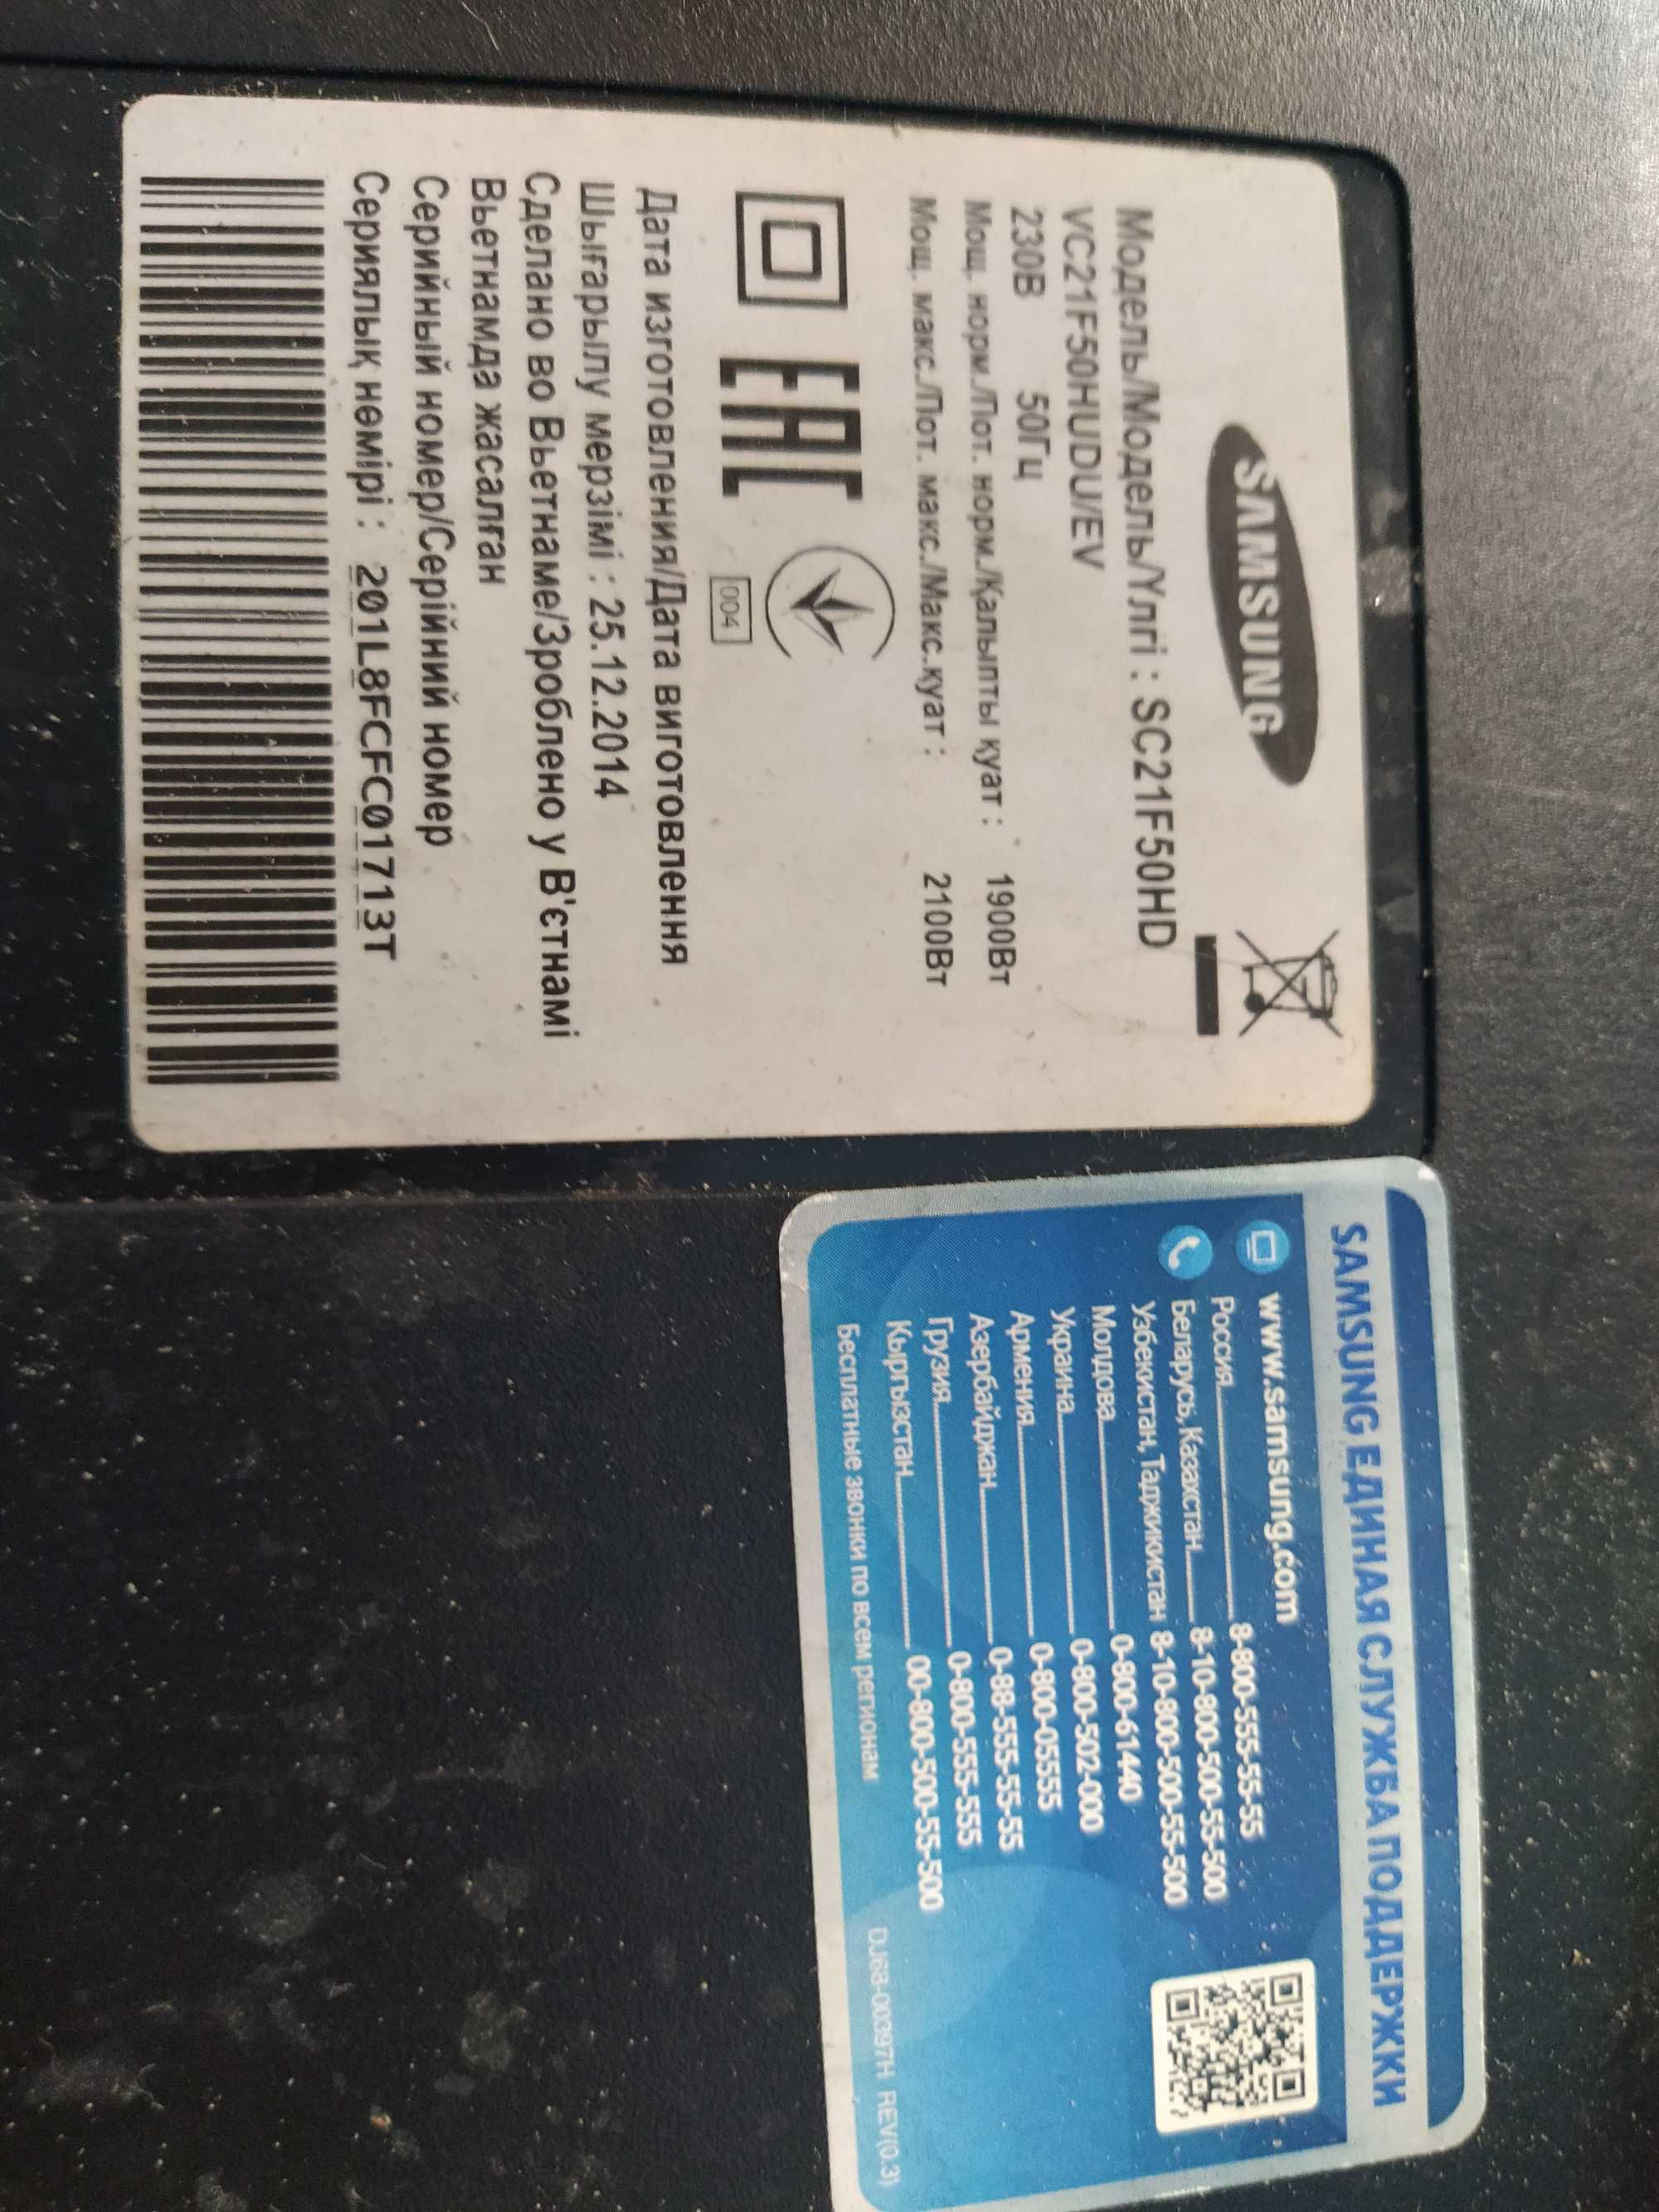 SAMSUNG
Модель/Модель/Үлгі : SC21F50HD
VC21F50HUDU/EV
230В 50Гц
Мощ. норм./Пот. норм./Қалыпты қуат : 1900Вт
Мощ. макс./Пот. макс./Макс.қуат : 2100Вт
EAC
004
Дата изготовления/Дата виготовлення
Шығарылу мерзімі : 25.12.2014
Сделано во Вьетнаме/Зроблено у В'єтнамі
Вьетнамда жасалған
Серийный номер/Серійний номер
Сериялық нөмірі : 201L8FCFC01713T
SAMSUNG ЕДИНАЯ СЛУЖБА ПОДДЕРЖКИ
www.samsung.com
Россия 8-800-555-55-55
Беларусь, Казахстан 8-10-800-500-55-500
Узбекистан, Таджикистан 8-10-800-500-55-500
Молдова 0-800-61440
Украина 0-800-502-000
Армения 0-800-05555
Азербайджан 0-88-555-55-55
Грузия 0-800-555-555
Кыргызстан 00-800-500-55-500
Бесплатные звонки по всем регионам
DJ68-00397H REV(0.3)